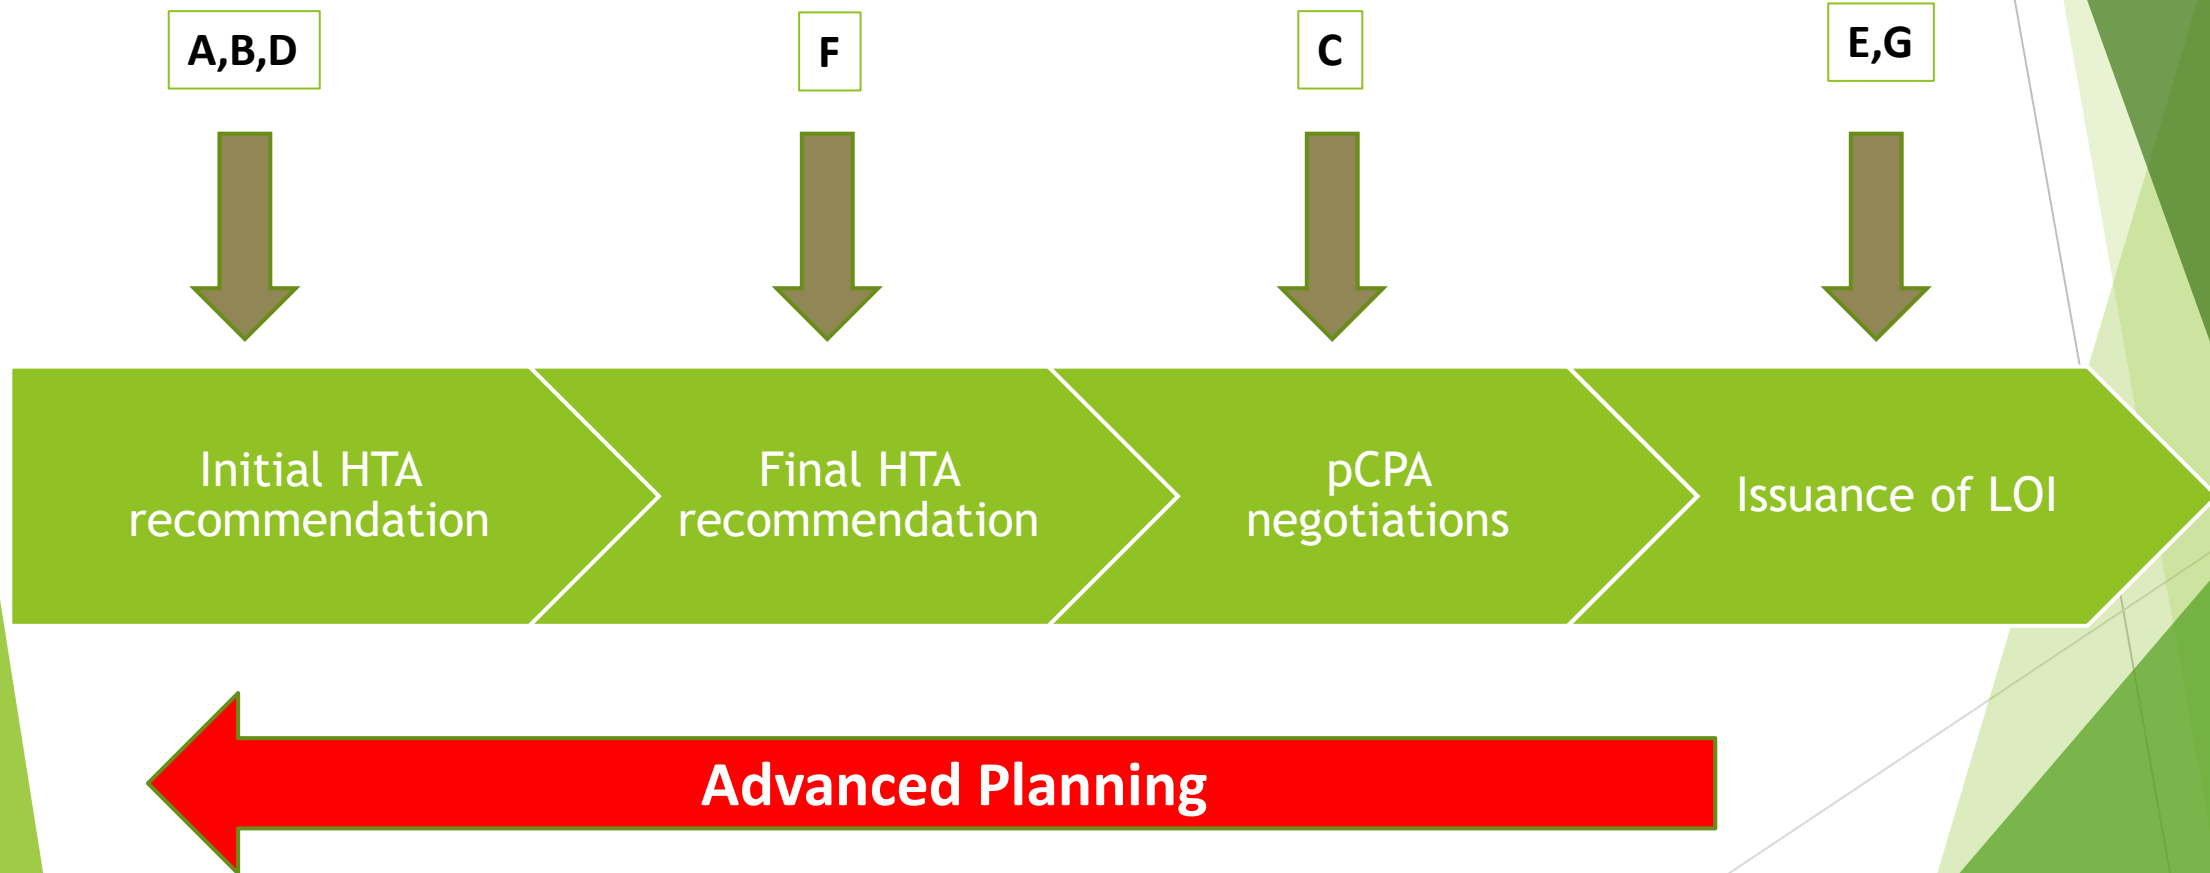 A,B,D
F
C
E,G
Initial HTA
recommendation
Final HTA
recommendation
pCPA
negotiations
Issuance of LOI
Advanced Planning